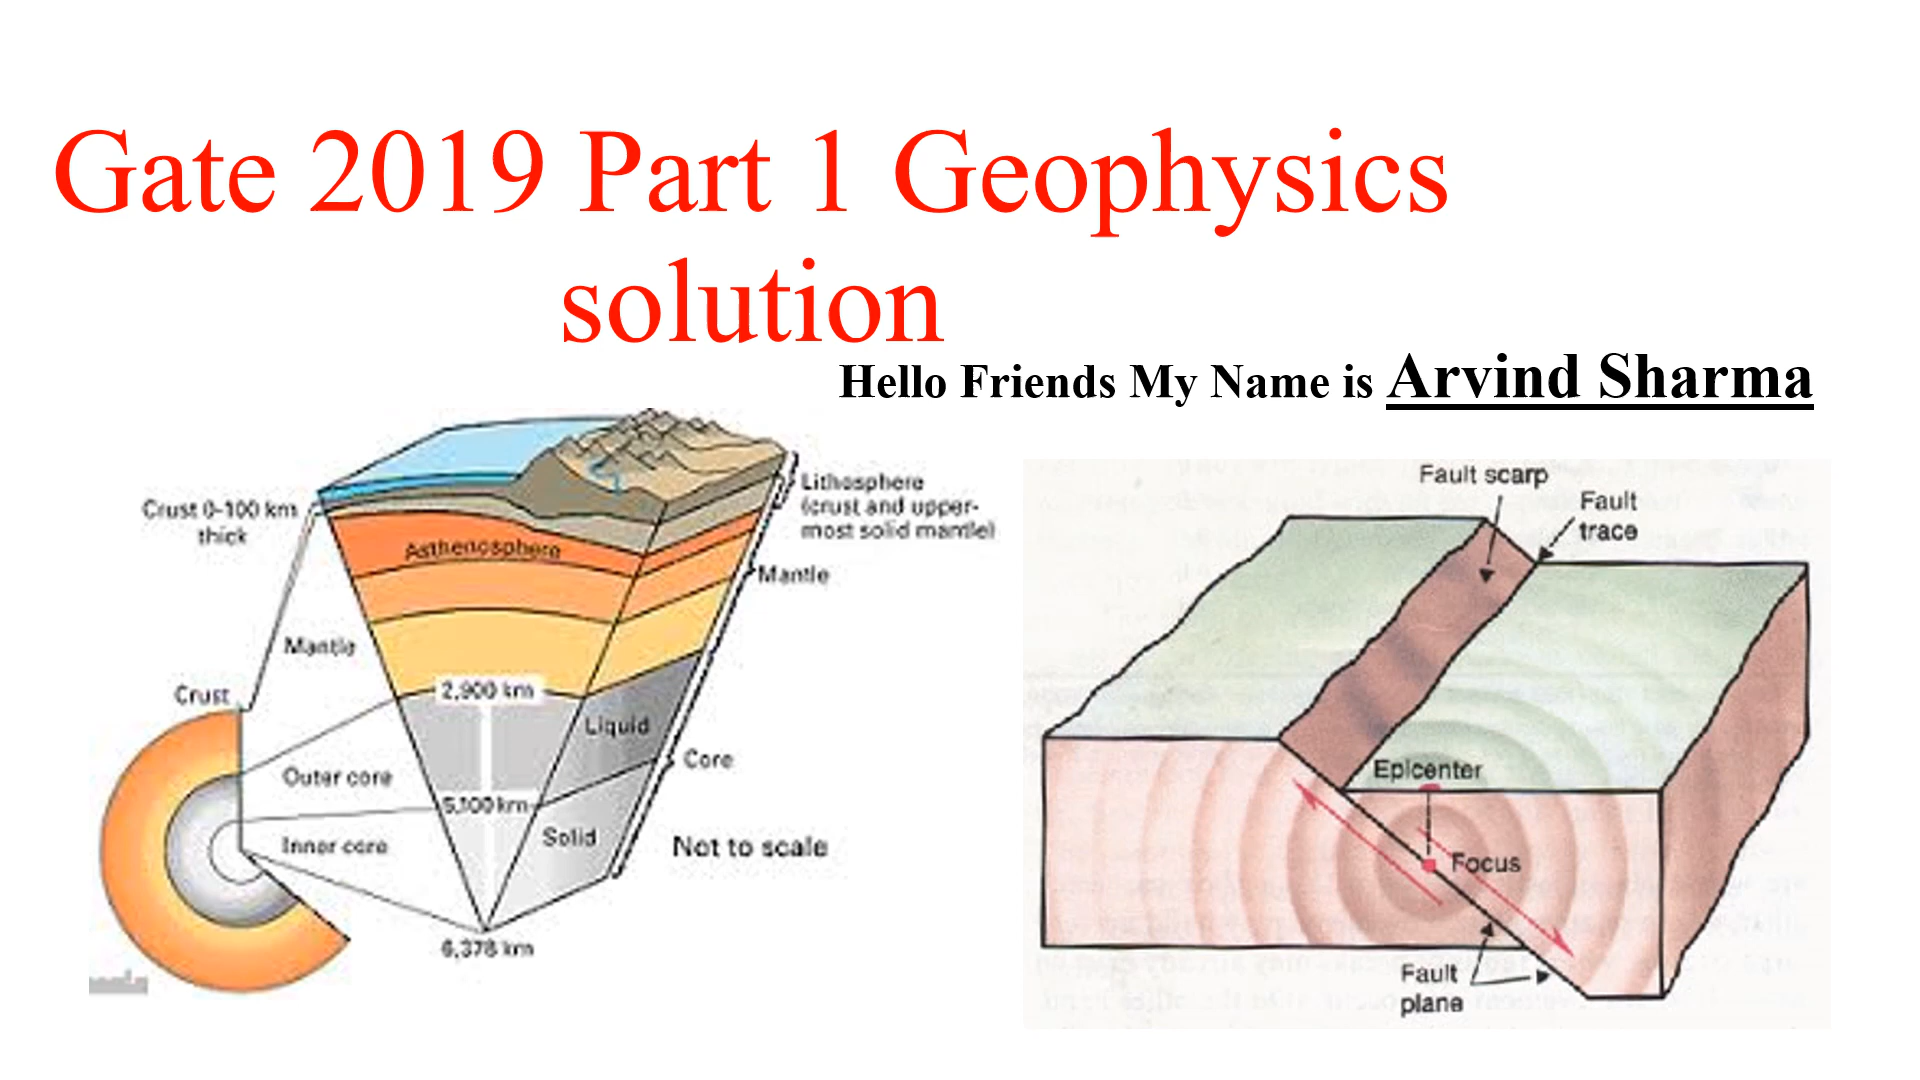 Gate 2019 Part 1 Geophysics
solution
Hello Friends My Name is Arvind Sharma
Crust 0-100 km
thick
Asthenosphere
Lithosphere
(crust and upper-
most solid mantle)
Mantle
Mantle
Crust
2,900 km
Liquid
Core
Outer core
5,100 km
Inner core
Solid
Not to scale
6,378 km
Fault scarp
Fault
trace
Epicenter
Focus
Fault
plane